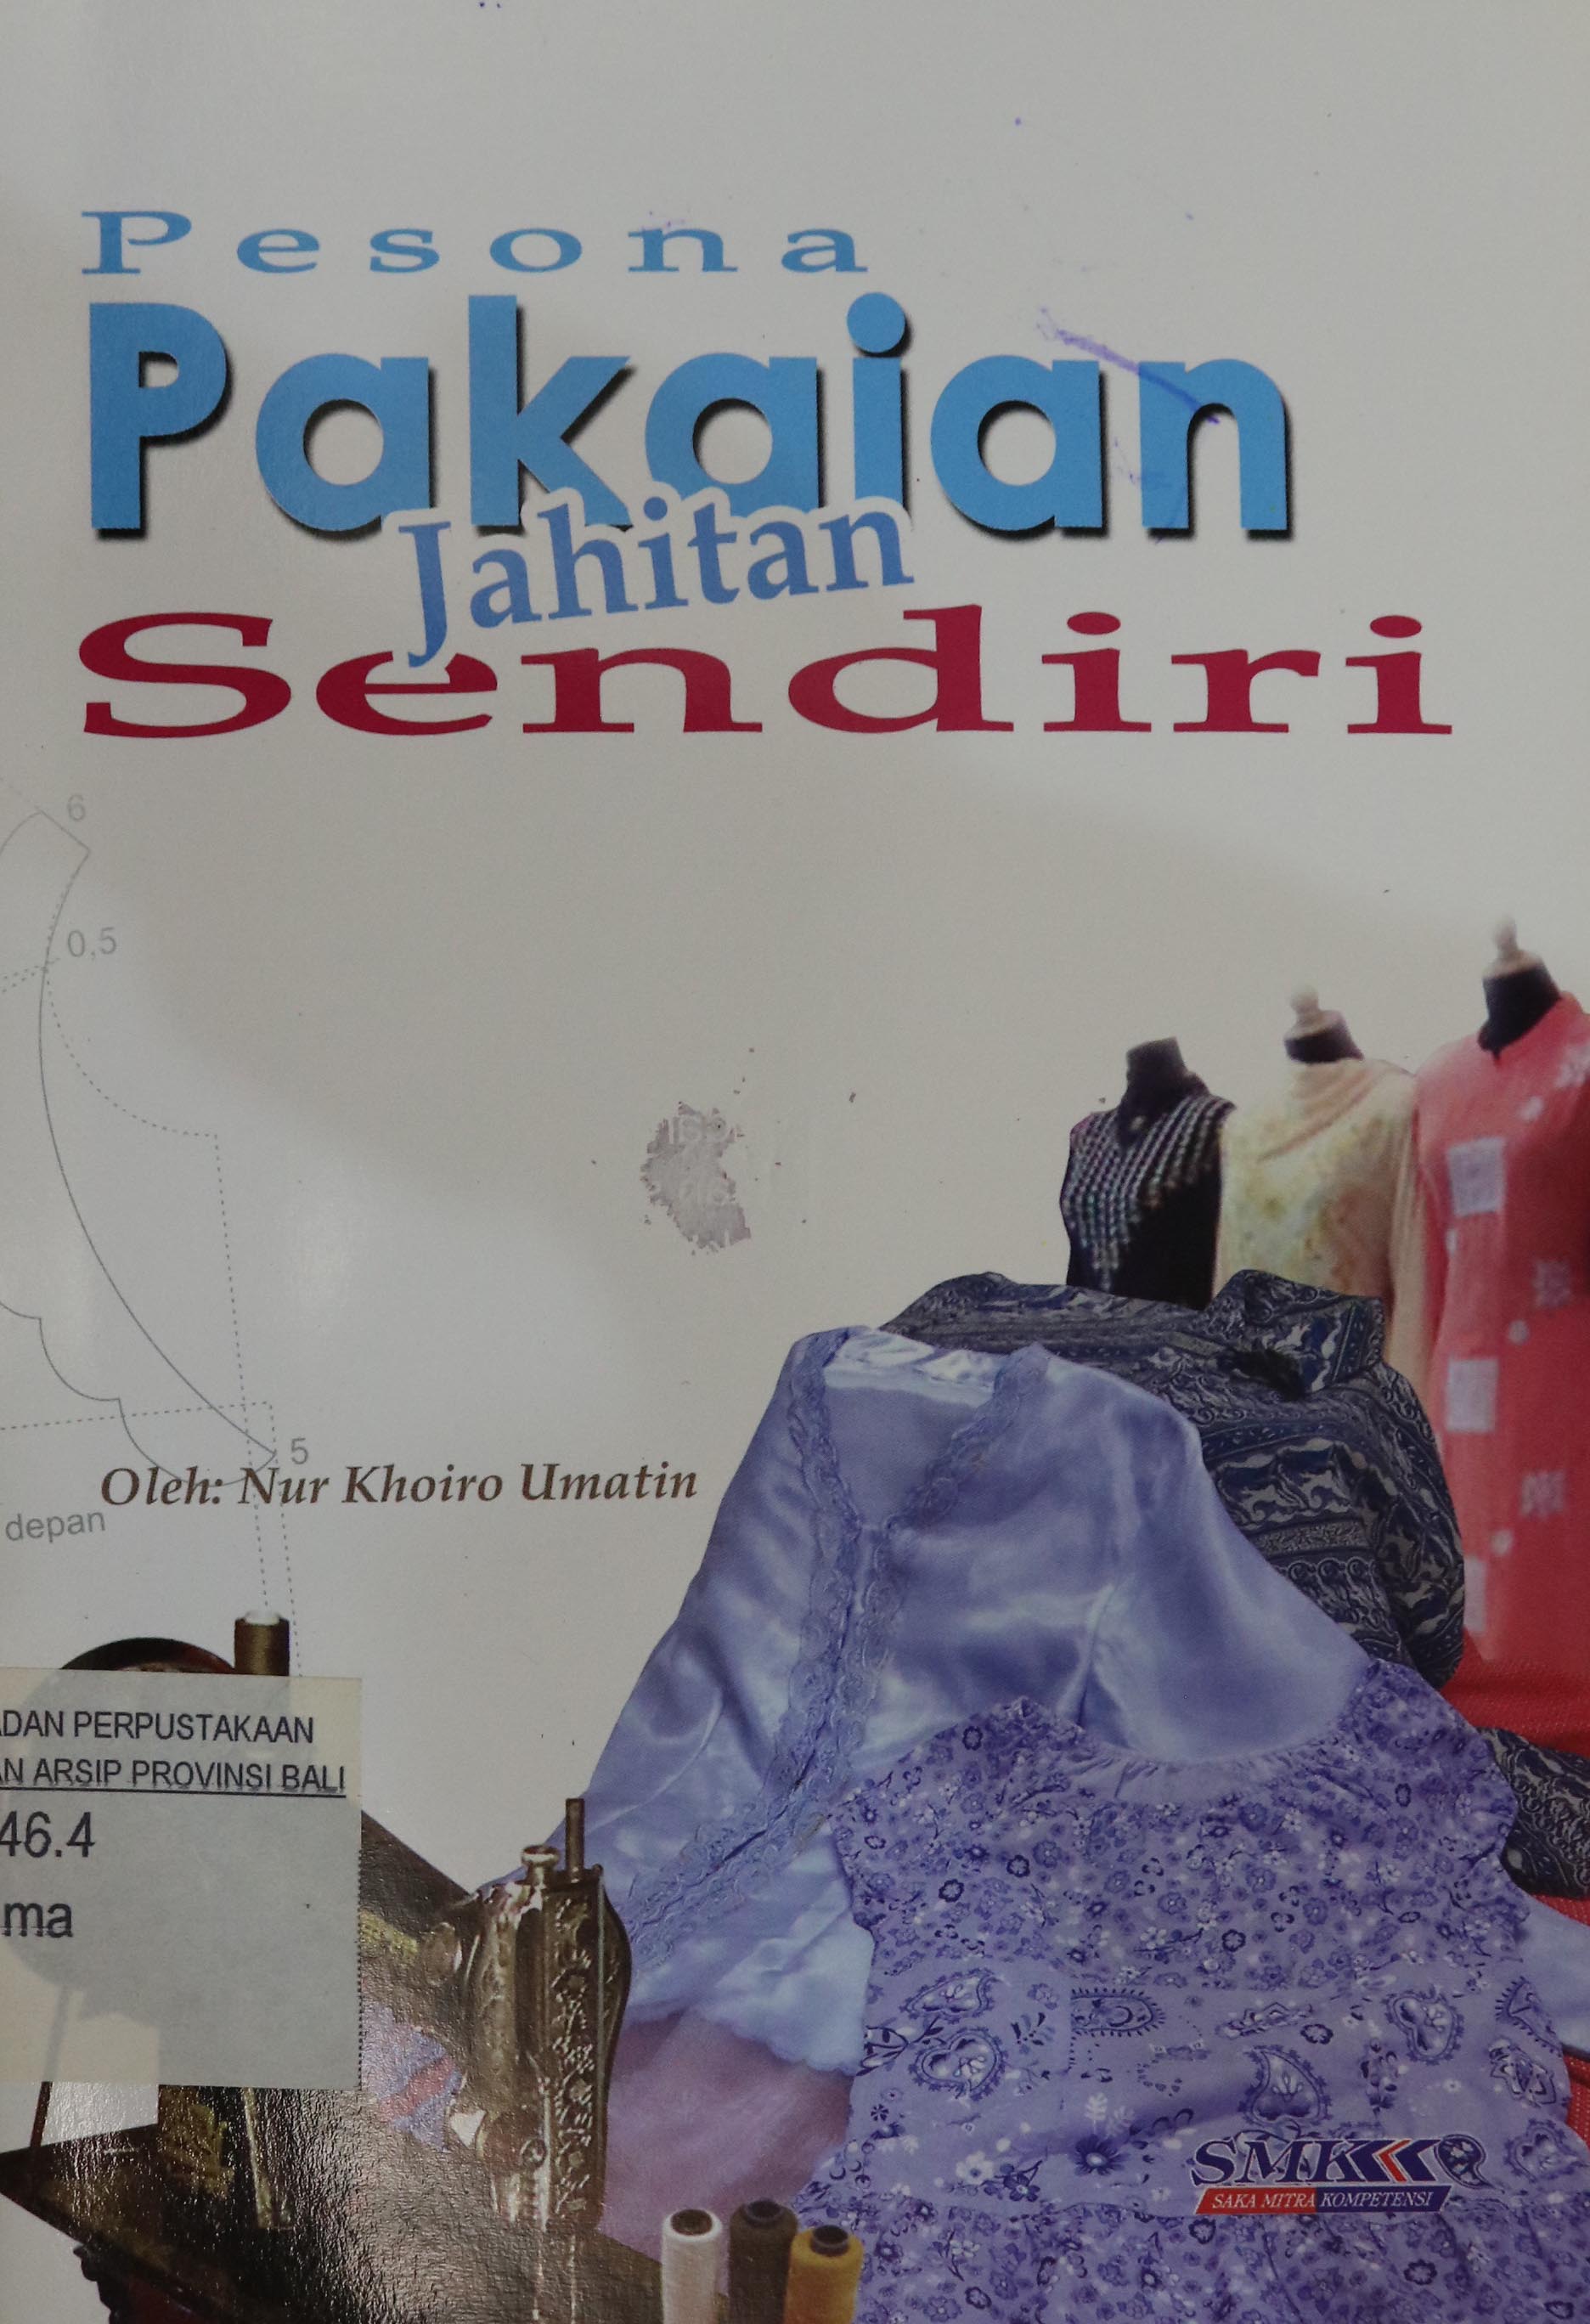 Pesona
Pakaian
Jahitan
Sendiri
6
0,5
5
Oleh: Nur Khoiro Umatin
depan
ADAN PERPUSTAKAAN
AN ARSIP PROVINSI BALI
46.4
ma
SMK
SAKA MITRA KOMPETENSI